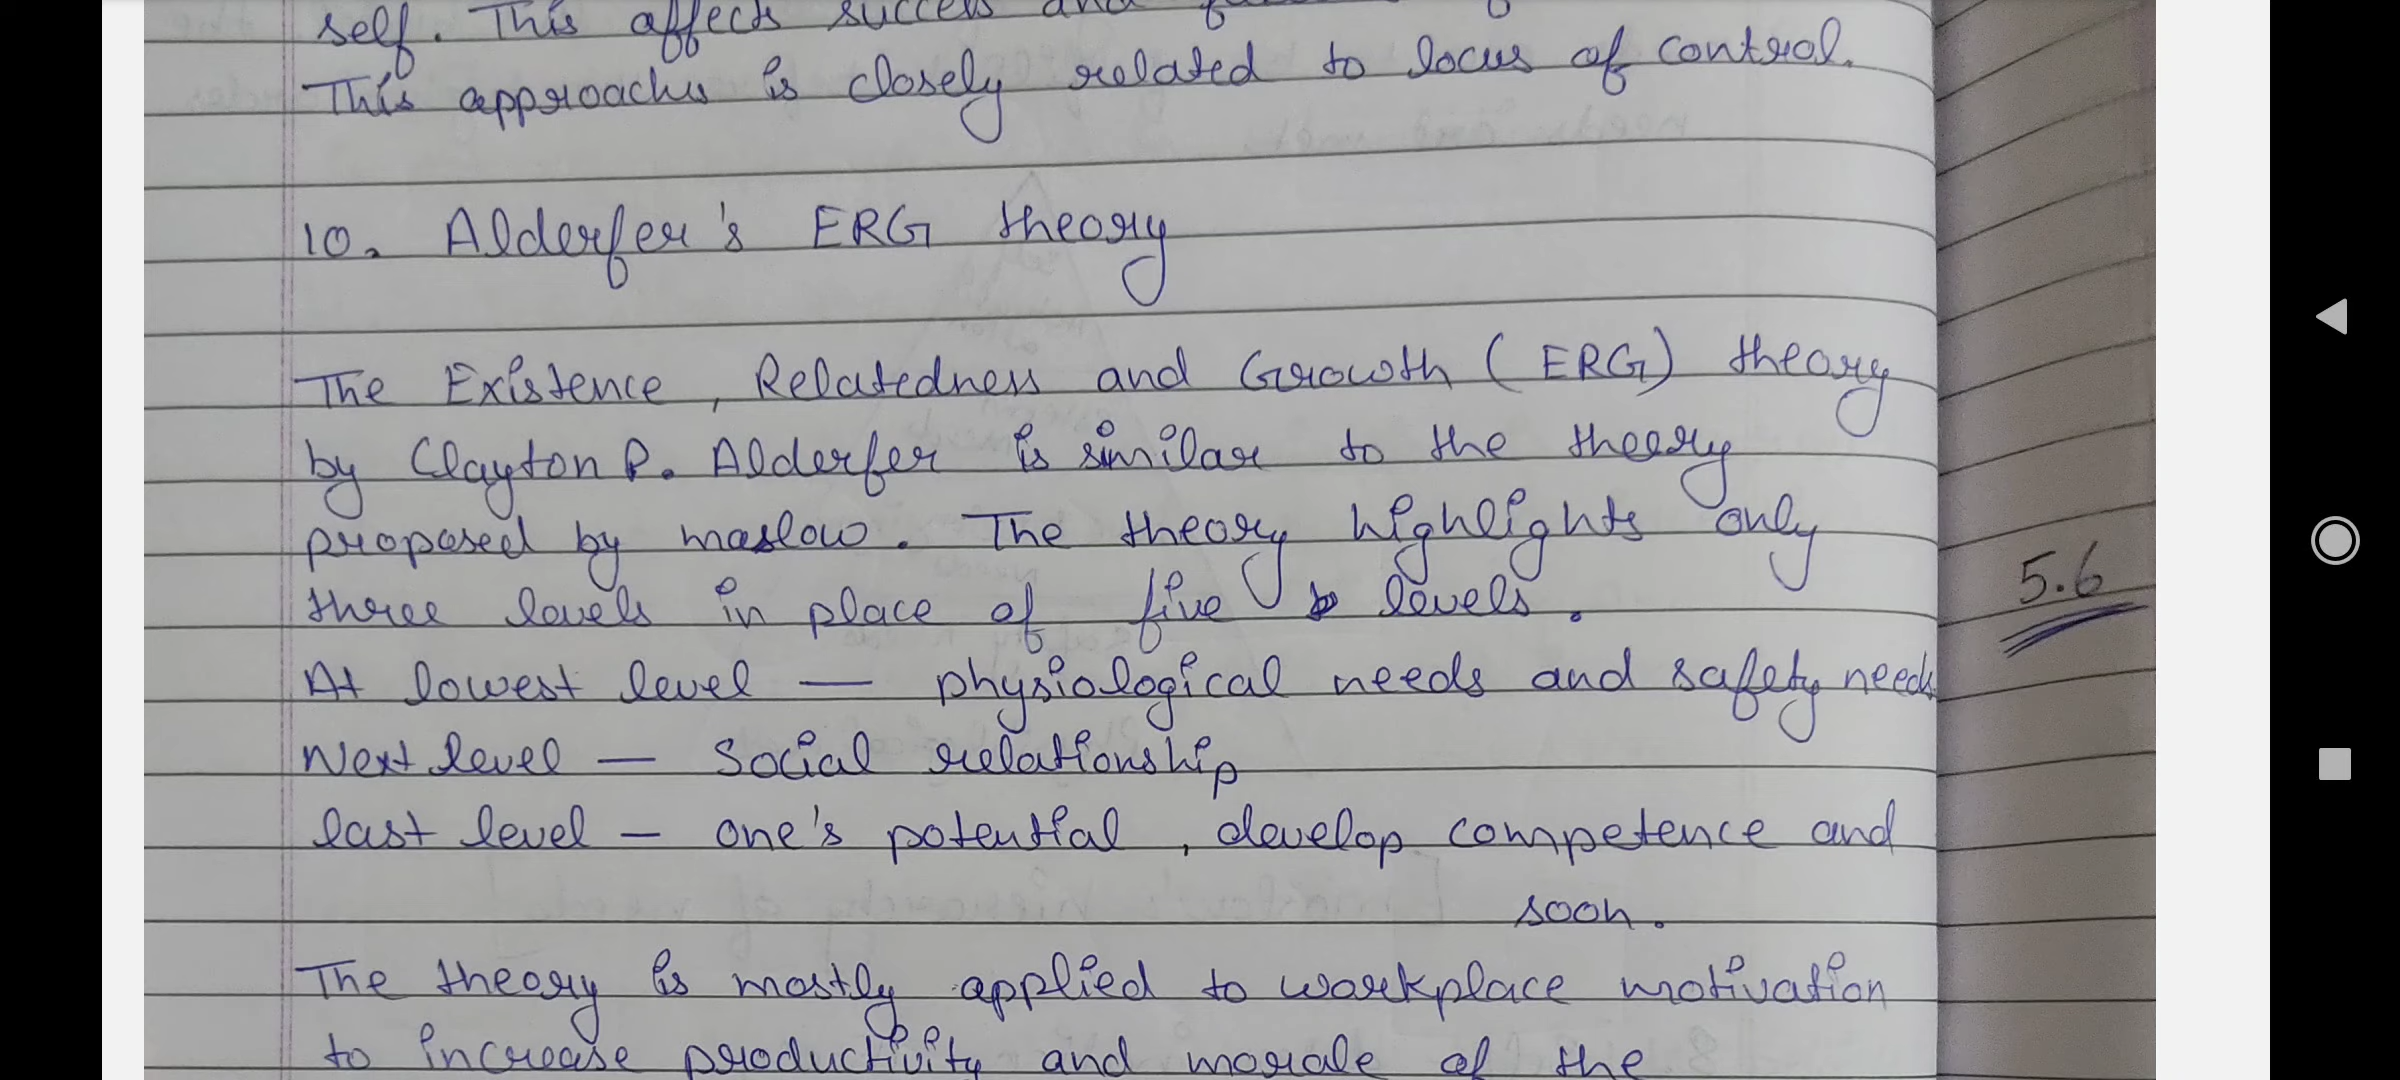 self. This affects success and
This approachs is closely related to locus of control.
10. Alderfer's ERG theory
The Existence, Relatedness and Growth (ERG) theory
by Clayton P. Alderfer is similar to the theory
proposed by maslow. The theory highlights only
three levels in place of five levels.
5.6
At lowest level — physiological needs and safety needs
Next level — Social relationship
last level — one's potential, develop competence and
soon.
The theory is mostly applied to workplace motivation
to increase productivity and morale of the